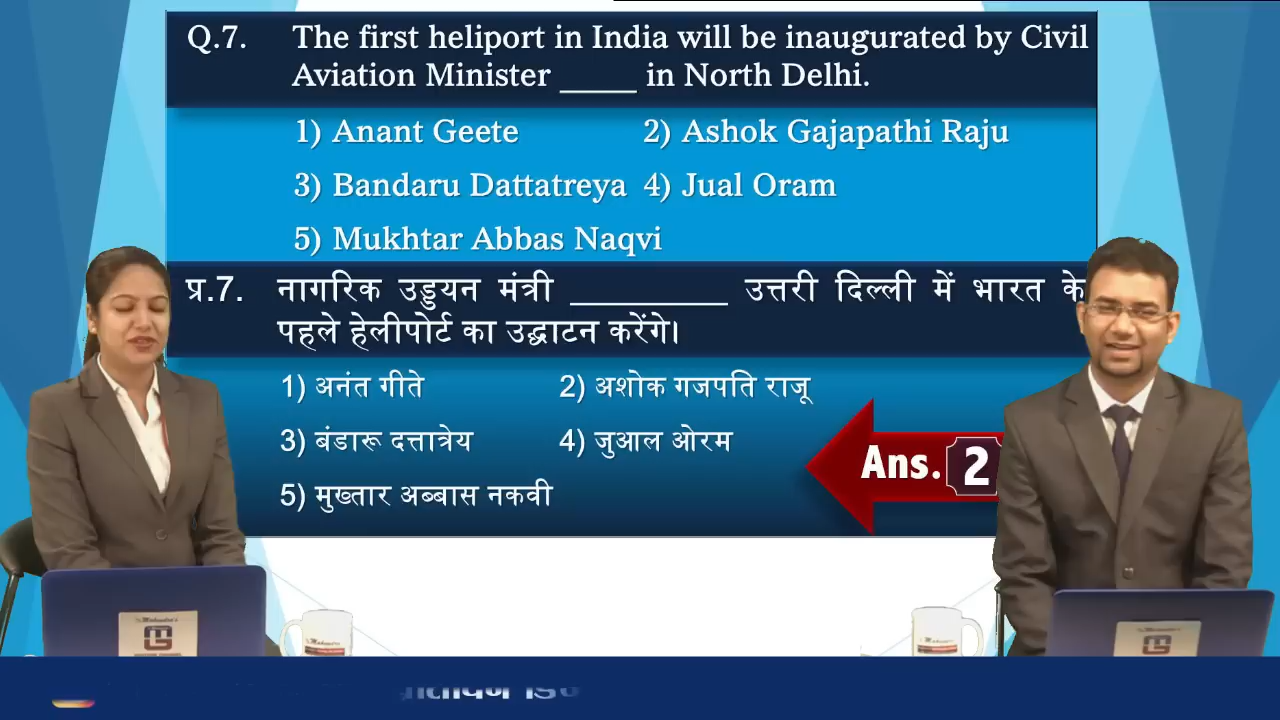 Q.7. The first heliport in India will be inaugurated by Civil
Aviation Minister _____ in North Delhi.
1) Anant Geete 2) Ashok Gajapathi Raju
3) Bandaru Dattatreya 4) Jual Oram
5) Mukhtar Abbas Naqvi
प्र.7. नागरिक उड्डयन मंत्री __________ उत्तरी दिल्ली में भारत के
पहले हेलीपोर्ट का उद्घाटन करेंगे।
1) अनंत गीते 2) अशोक गजपति राजू
3) बंडारू दत्तात्रेय 4) जुआल ओरम
5) मुख्तार अब्बास नकवी
Ans. 2